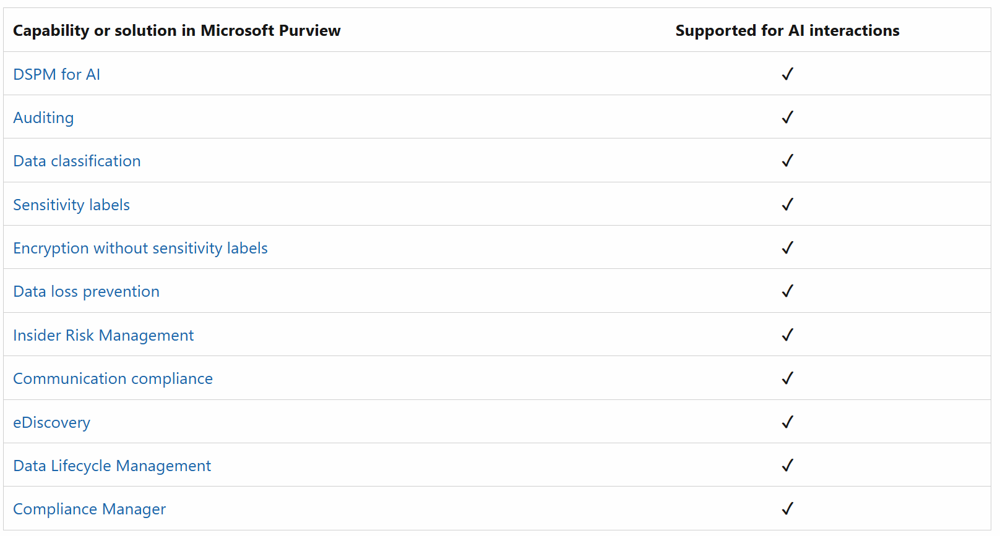 Capability or solution in Microsoft Purview Supported for AI interactions
DSPM for AI ✓
Auditing ✓
Data classification ✓
Sensitivity labels ✓
Encryption without sensitivity labels ✓
Data loss prevention ✓
Insider Risk Management ✓
Communication compliance ✓
eDiscovery ✓
Data Lifecycle Management ✓
Compliance Manager ✓